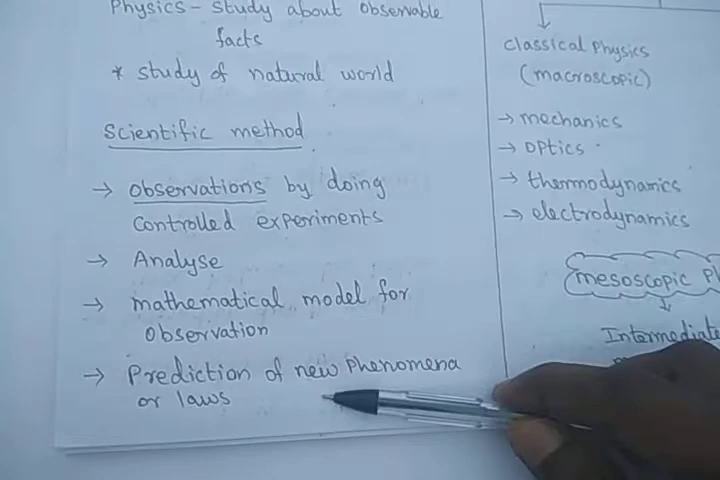 Physics - study about observable
facts
* study of natural world
Scientific method
→ observations by doing
controlled experiments
→ Analyse
→ mathematical model for
observation
→ Prediction of new phenomena
or laws
classical physics
(macroscopic)
→ mechanics
→ optics
→ thermodynamics
→ electrodynamics
mesoscopic
Intermediate